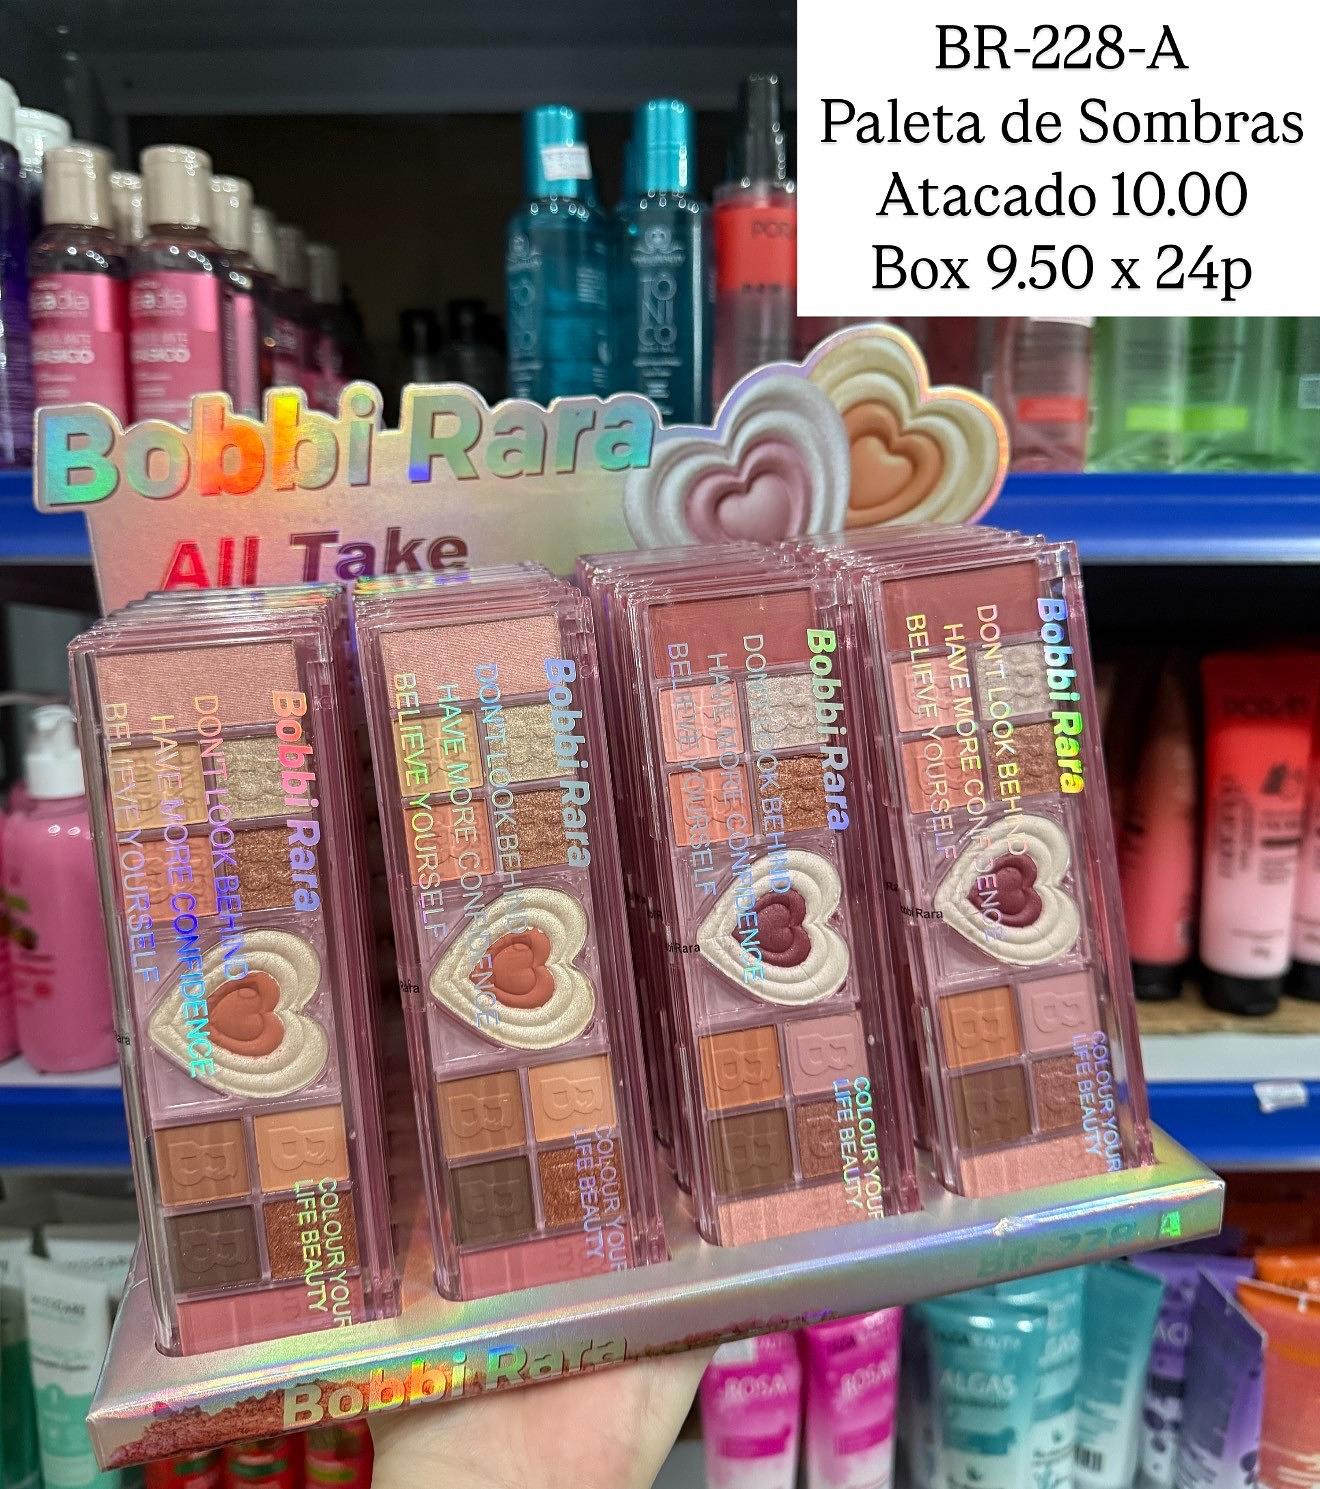 BR-228-A
Paleta de Sombras
Atacado 10.00
Box 9.50 x 24p
TÔNICO
Bobbi Rara
All Take
Bobbi Rara
DON'T LOOK BEHIND
HAVE MORE CONFIDENCE
BELIEVE YOURSELF
COLOUR YOUR
LIFE BEAUTY
Bobbi Rara
DON'T LOOK BEHIND
HAVE MORE CONFIDENCE
BELIEVE YOURSELF
COLOUR YOUR
LIFE BEAUTY
Bobbi Rara
DON'T LOOK BEHIND
HAVE MORE CONFIDENCE
BELIEVE YOURSELF
COLOUR YOUR
LIFE BEAUTY
Bobbi Rara
DON'T LOOK BEHIND
HAVE MORE CONFIDENCE
BELIEVE YOURSELF
COLOUR YOUR
LIFE BEAUTY
BR-228
Bobbi Rara
ROSA
ROSA
ALGAS